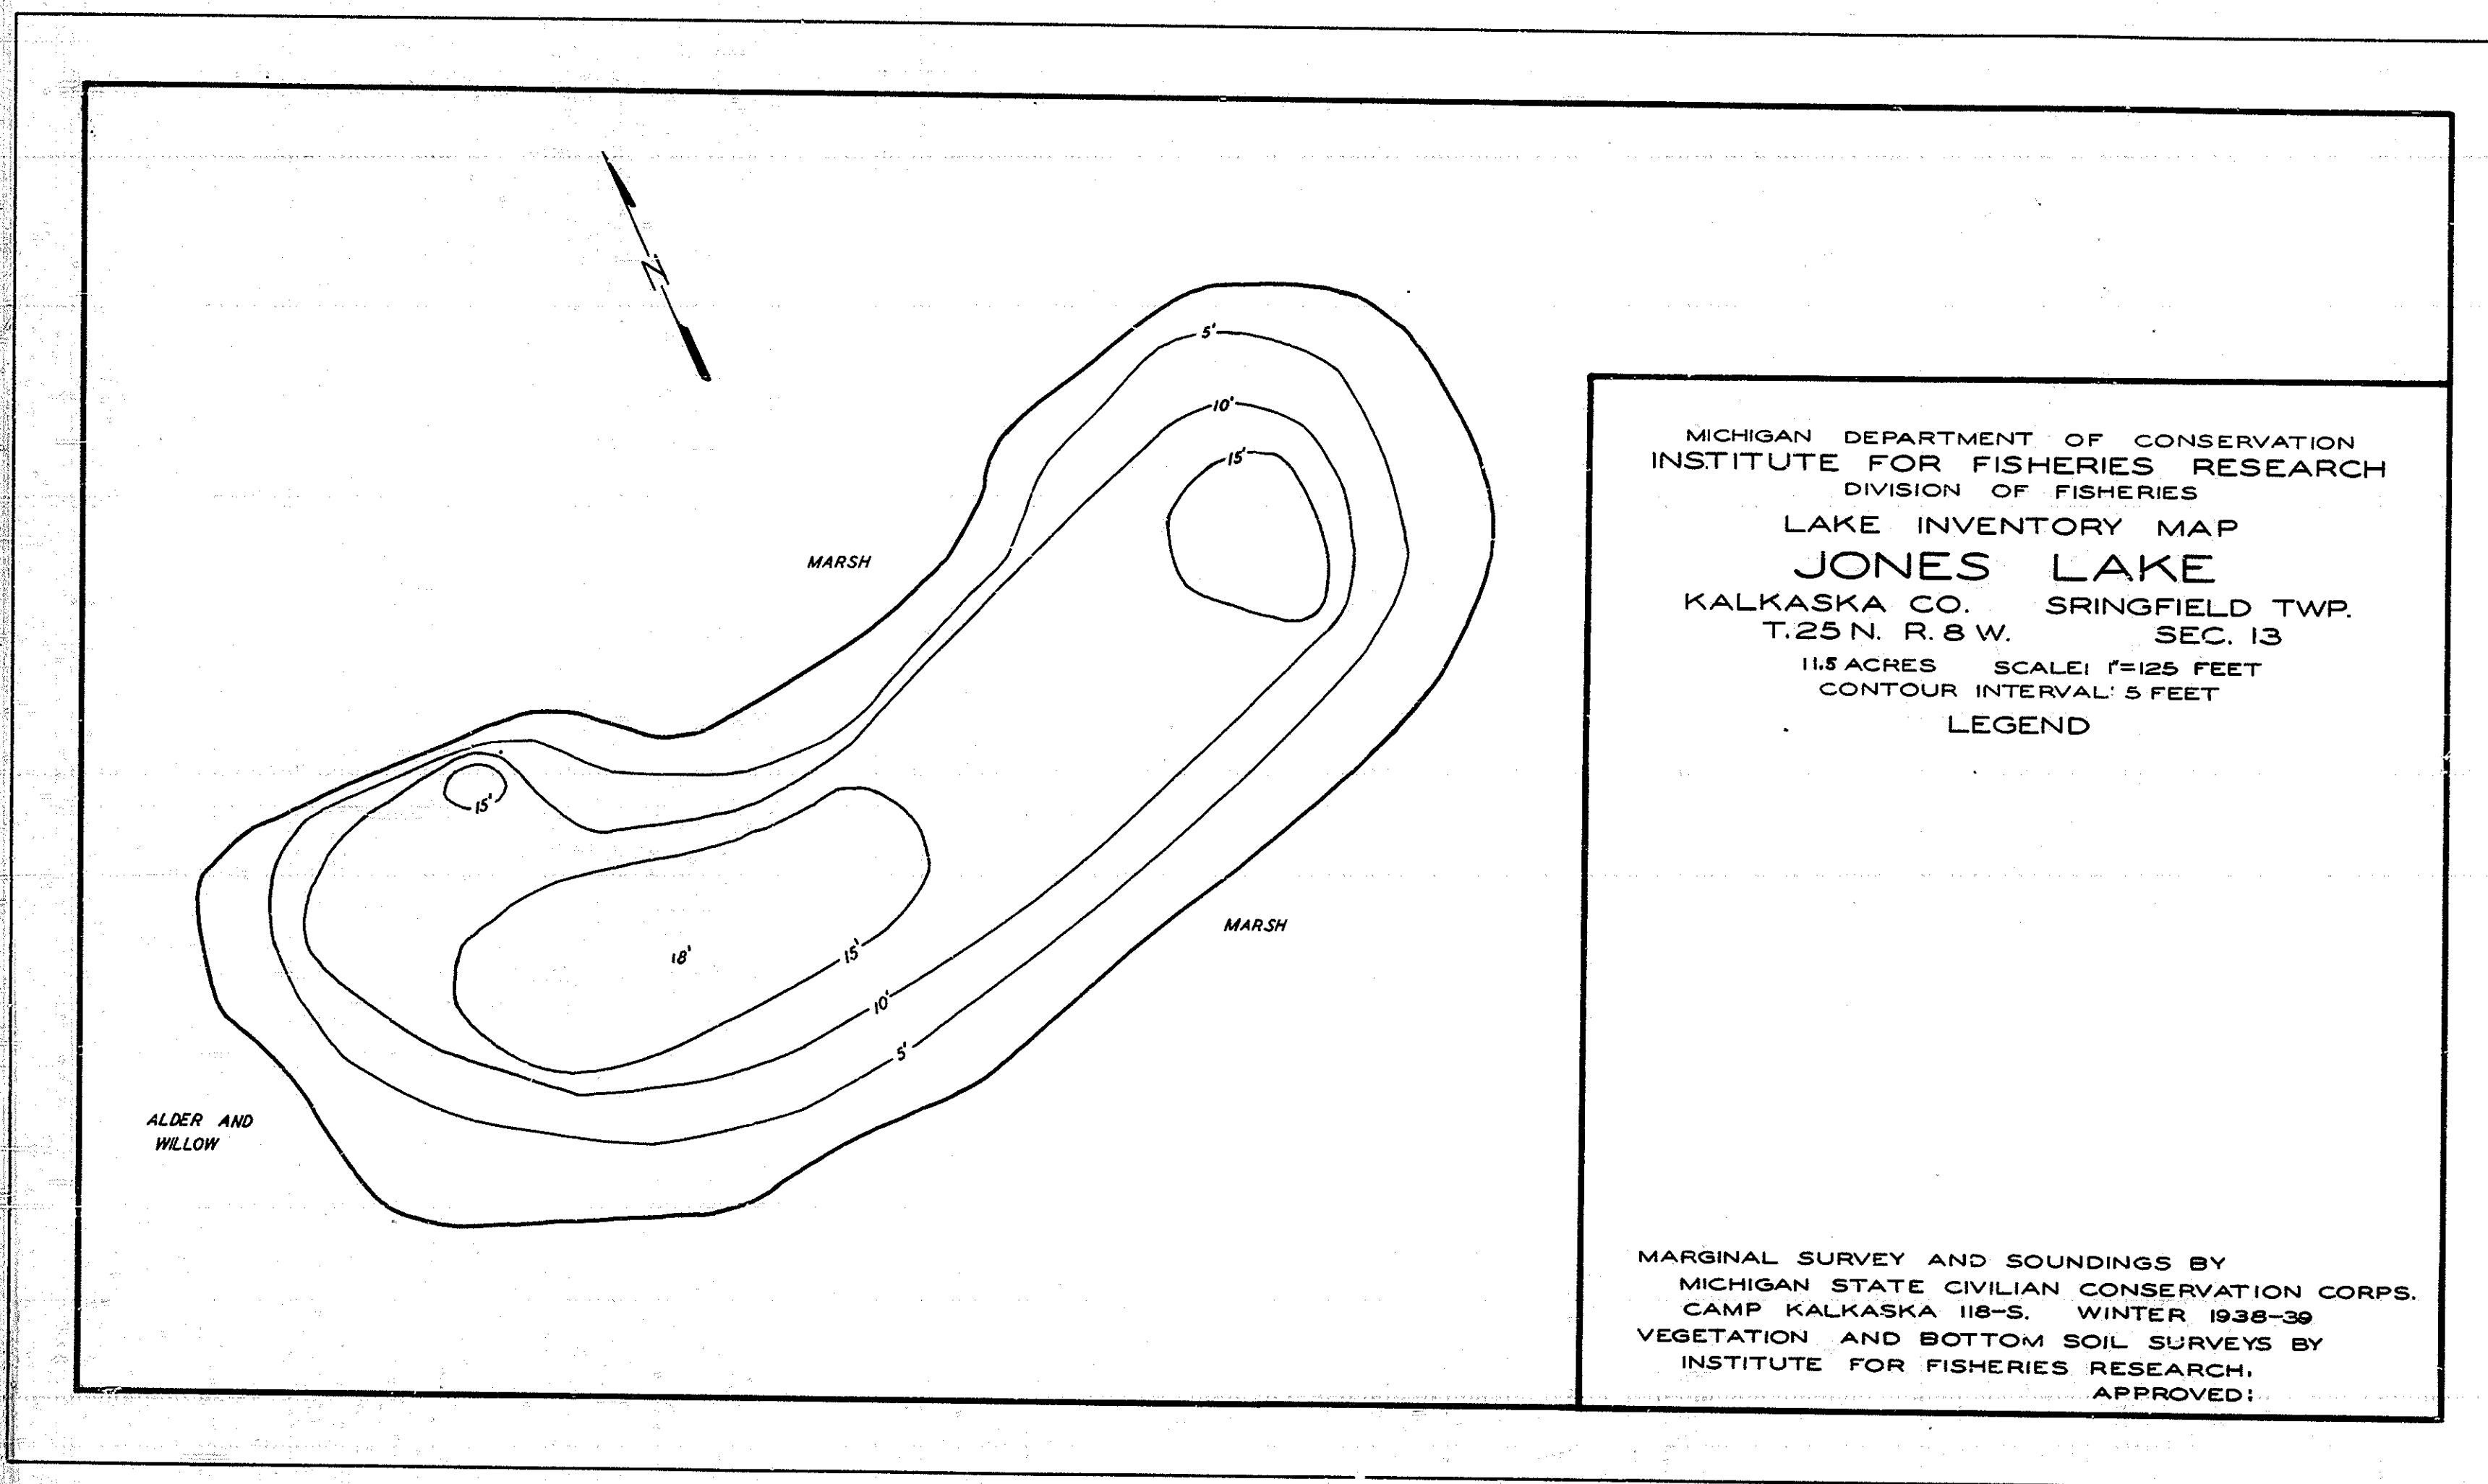 N
5'
10'
15'
MARSH
15'
18'
15'
MARSH
10'
5'
ALDER AND
WILLOW
MICHIGAN DEPARTMENT OF CONSERVATION
INSTITUTE FOR FISHERIES RESEARCH
DIVISION OF FISHERIES
LAKE INVENTORY MAP
JONES LAKE
KALKASKA CO. SRINGFIELD TWP.
T.25 N. R. 8 W. SEC. 13
11.5 ACRES SCALE: 1"=125 FEET
CONTOUR INTERVAL: 5 FEET
LEGEND
MARGINAL SURVEY AND SOUNDINGS BY
MICHIGAN STATE CIVILIAN CONSERVATION CORPS.
CAMP KALKASKA 118-S. WINTER 1938-39
VEGETATION AND BOTTOM SOIL SURVEYS BY
INSTITUTE FOR FISHERIES RESEARCH.
APPROVED: